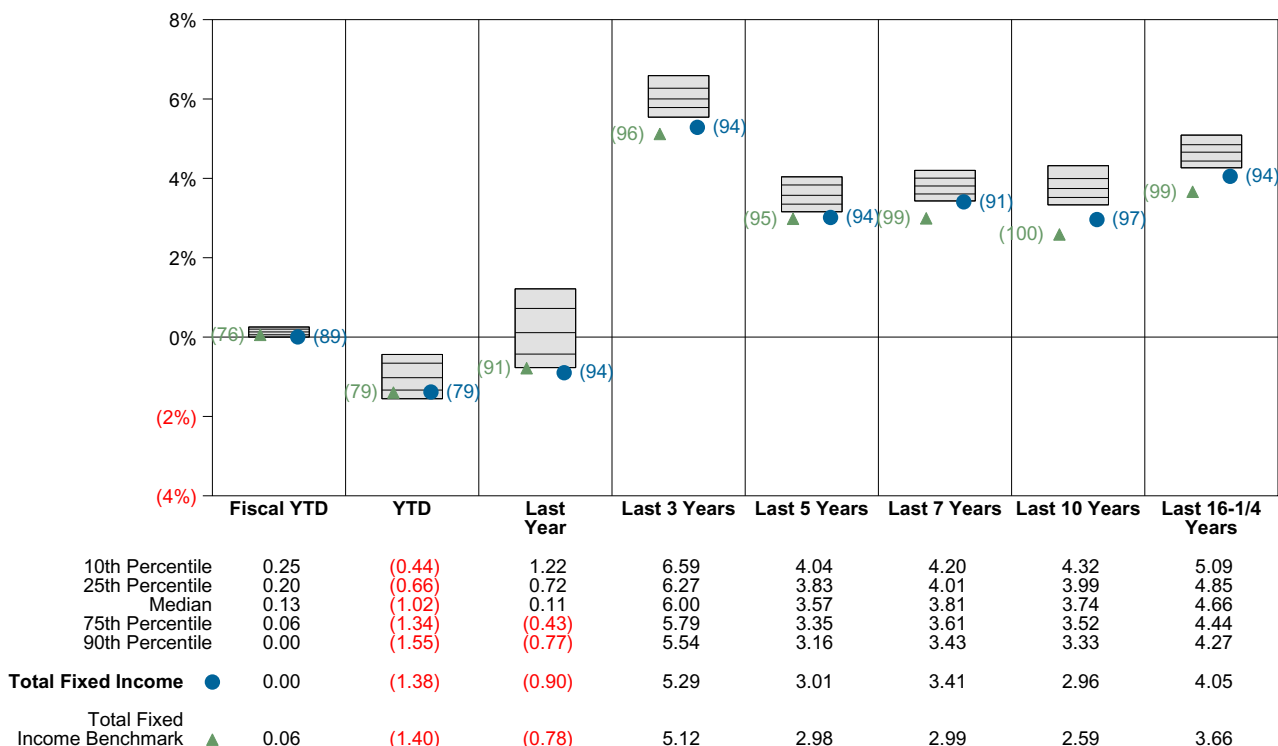 8%
6%
4%
2%
0%
(2%)
(4%)
(76) (89)
(79) (79)
(91) (94)
(96) (94)
(95) (94)
(99) (91)
(100) (97)
(99) (94)
Fiscal YTD YTD Last Year Last 3 Years Last 5 Years Last 7 Years Last 10 Years Last 16-1/4 Years
10th Percentile 0.25 (0.44) 1.22 6.59 4.04 4.20 4.32 5.09
25th Percentile 0.20 (0.66) 0.72 6.27 3.83 4.01 3.99 4.85
Median 0.13 (1.02) 0.11 6.00 3.57 3.81 3.74 4.66
75th Percentile 0.06 (1.34) (0.43) 5.79 3.35 3.61 3.52 4.44
90th Percentile 0.00 (1.55) (0.77) 5.54 3.16 3.43 3.33 4.27
Total Fixed Income 0.00 (1.38) (0.90) 5.29 3.01 3.41 2.96 4.05
Total Fixed
Income Benchmark 0.06 (1.40) (0.78) 5.12 2.98 2.99 2.59 3.66